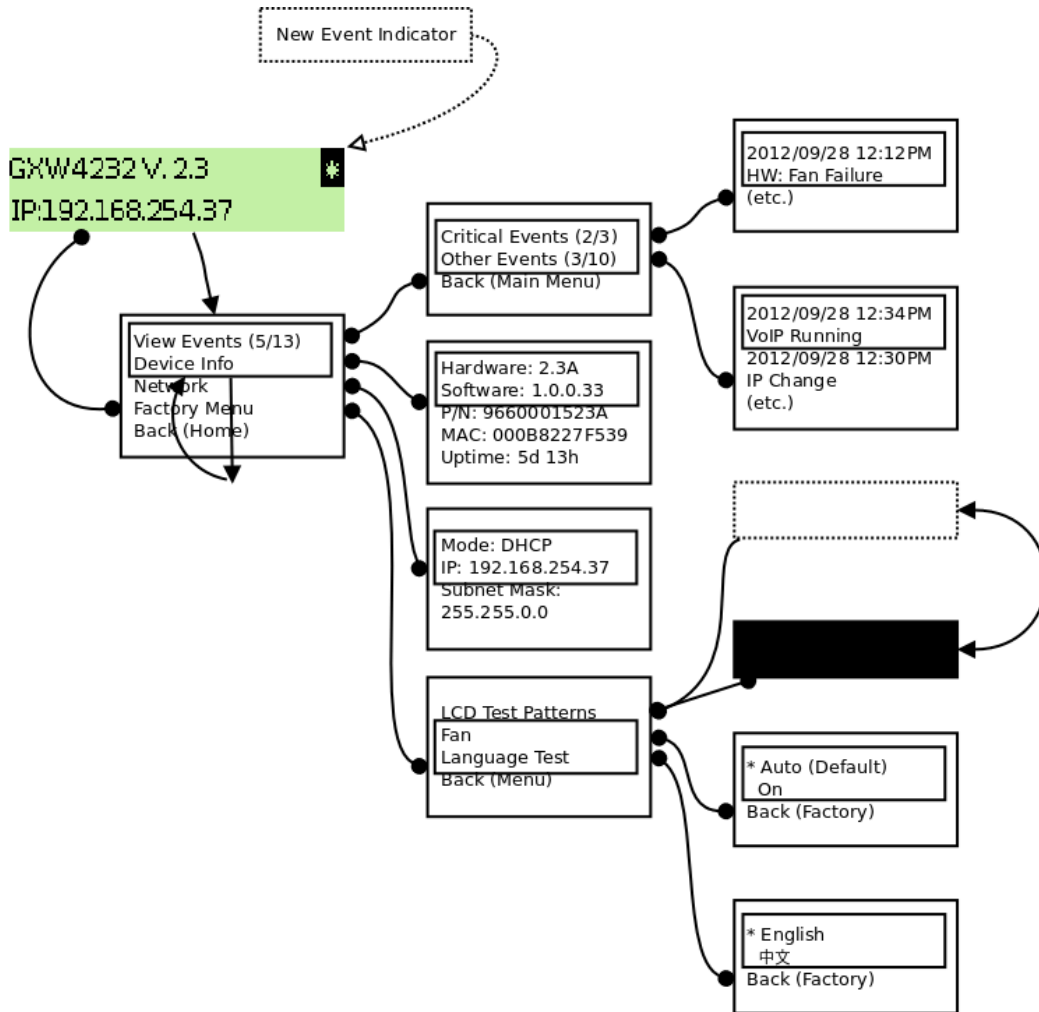 New Event Indicator
GXW4232 V. 2.3 *
IP:192.168.254.37
View Events (5/13)
Device Info
Network
Factory Menu
Back (Home)
Critical Events (2/3)
Other Events (3/10)
Back (Main Menu)
2012/09/28 12:12PM
HW: Fan Failure
(etc.)
2012/09/28 12:34PM
VoIP Running
2012/09/28 12:30PM
IP Change
(etc.)
Hardware: 2.3A
Software: 1.0.0.33
P/N: 9660001523A
MAC: 000B8227F539
Uptime: 5d 13h
Mode: DHCP
IP: 192.168.254.37
Subnet Mask:
255.255.0.0
LCD Test Patterns
Fan
Language Test
Back (Menu)
* Auto (Default)
On
Back (Factory)
* English
中文
Back (Factory)